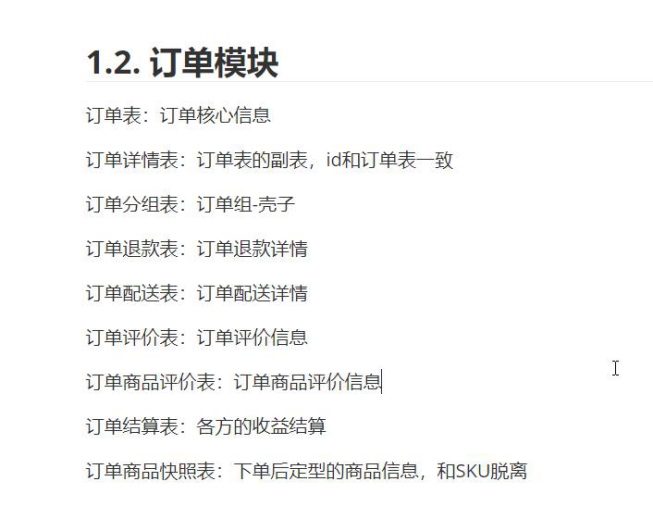 1.2. 订单模块
订单表：订单核心信息
订单详情表：订单表的副表，id和订单表一致
订单分组表：订单组-壳子
订单退款表：订单退款详情
订单配送表：订单配送详情
订单评价表：订单评价信息
订单商品评价表：订单商品评价信息
订单结算表：各方的收益结算
订单商品快照表：下单后定型的商品信息，和SKU脱离